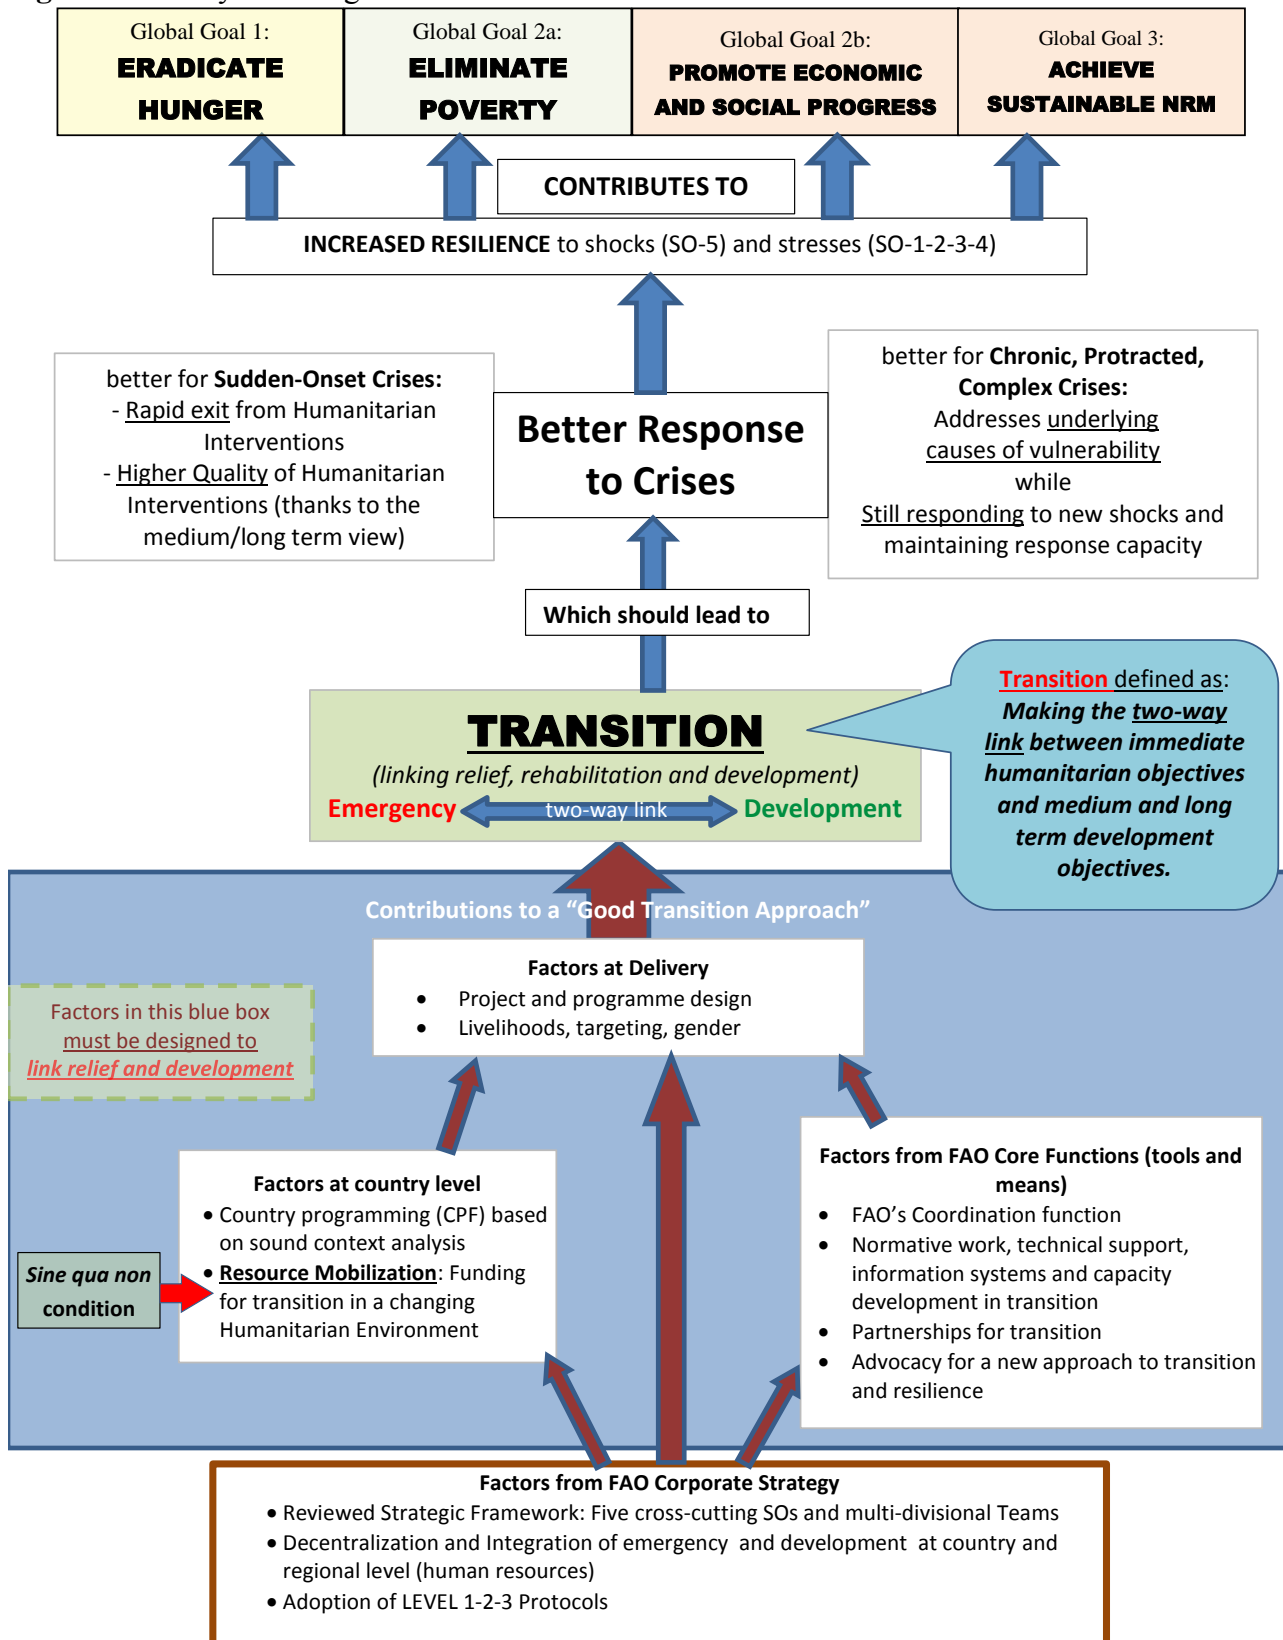 Global Goal 1:
ERADICATE
HUNGER
Global Goal 2a:
ELIMINATE
POVERTY
Global Goal 2b:
PROMOTE ECONOMIC
AND SOCIAL PROGRESS
Global Goal 3:
ACHIEVE
SUSTAINABLE NRM
CONTRIBUTES TO
INCREASED RESILIENCE to shocks (SO-5) and stresses (SO-1-2-3-4)
better for Sudden-Onset Crises:
- Rapid exit from Humanitarian
Interventions
- Higher Quality of Humanitarian
Interventions (thanks to the
medium/long term view)
Better Response
to Crises
better for Chronic, Protracted,
Complex Crises:
Addresses underlying
causes of vulnerability
while
Still responding to new shocks and
maintaining response capacity
Which should lead to
TRANSITION
(linking relief, rehabilitation and development)
Emergency two-way link Development
Transition defined as:
Making the two-way
link between immediate
humanitarian objectives
and medium and long
term development
objectives.
Contributions to a “Good Transition Approach”
Factors at Delivery
• Project and programme design
• Livelihoods, targeting, gender
Factors in this blue box
must be designed to
link relief and development
Factors at country level
• Country programming (CPF) based
on sound context analysis
• Resource Mobilization: Funding
for transition in a changing
Humanitarian Environment
Sine qua non
condition
Factors from FAO Core Functions (tools and
means)
• FAO’s Coordination function
• Normative work, technical support,
information systems and capacity
development in transition
• Partnerships for transition
• Advocacy for a new approach to transition
and resilience
Factors from FAO Corporate Strategy
• Reviewed Strategic Framework: Five cross-cutting SOs and multi-divisional Teams
• Decentralization and Integration of emergency and development at country and
regional level (human resources)
• Adoption of LEVEL 1-2-3 Protocols